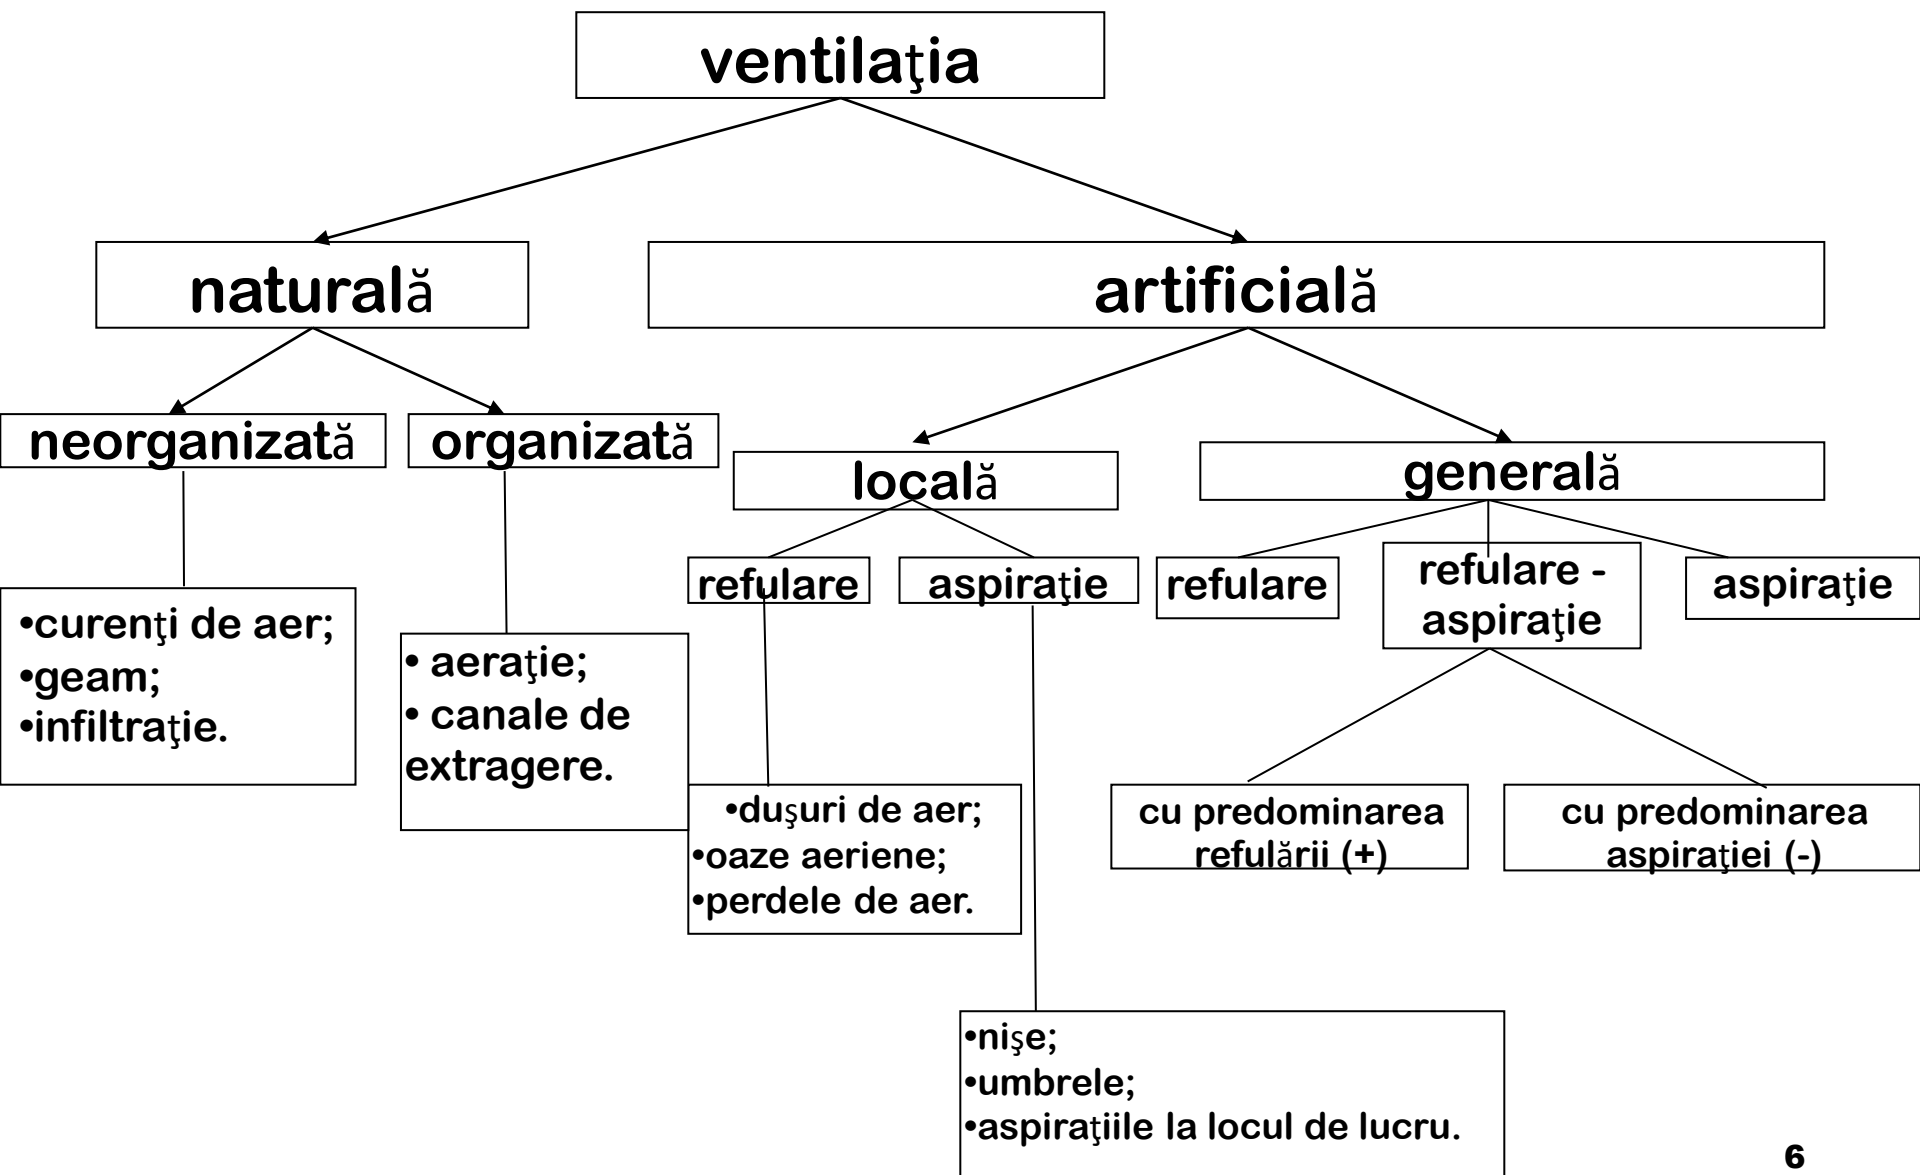 ventilaţia
naturală
artificială
neorganizată
organizată
locală
generală
refulare
aspiraţie
refulare
refulare -
aspiraţie
aspiraţie
•curenţi de aer;
•geam;
•infiltraţie.
• aeraţie;
• canale de
extragere.
•duşuri de aer;
•oaze aeriene;
•perdele de aer.
cu predominarea
refulării (+)
cu predominarea
aspiraţiei (-)
•nişe;
•umbrele;
•aspiraţiile la locul de lucru.
6